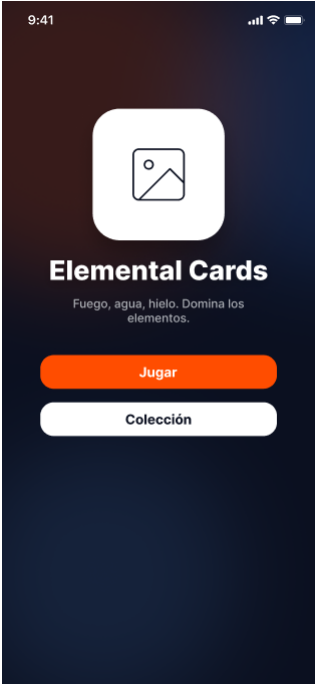 9:41
Elemental Cards
Fuego, agua, hielo. Domina los
elementos.
Jugar
Colección